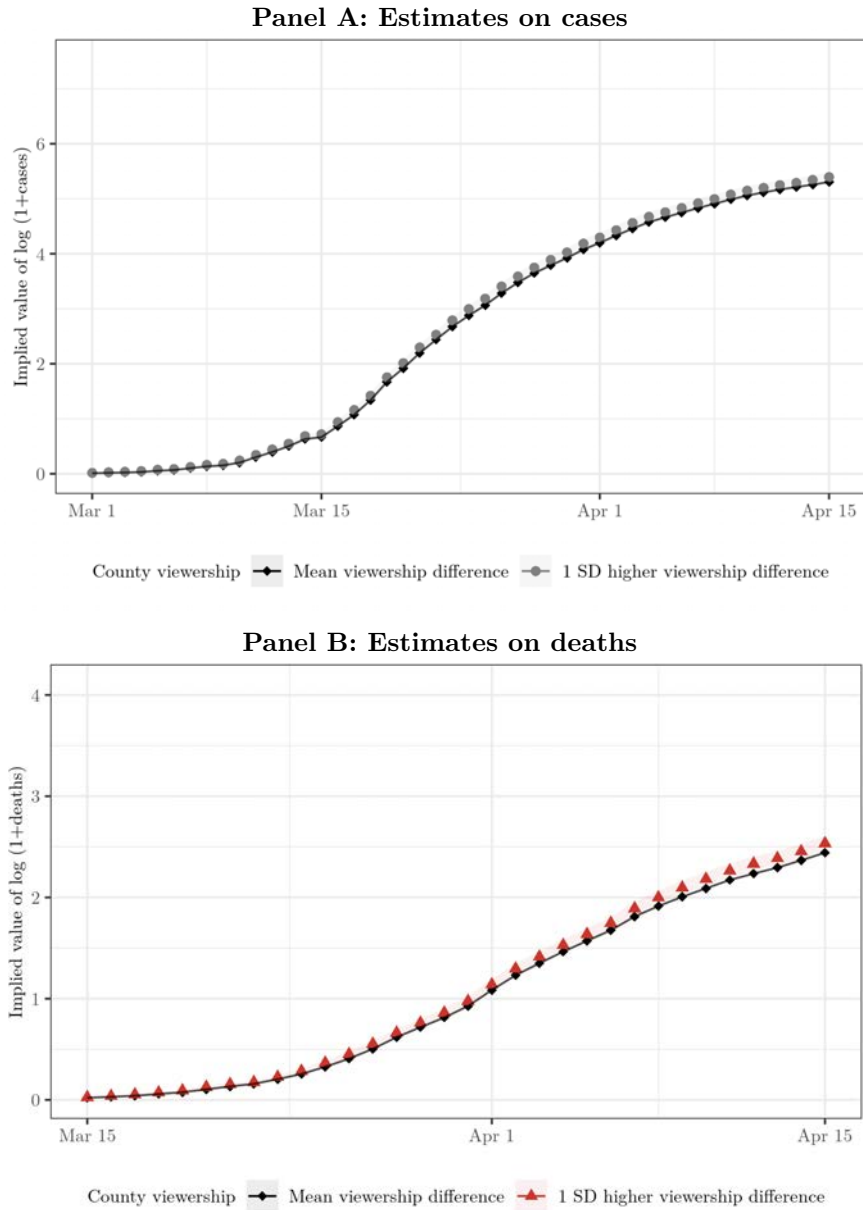 Panel A: Estimates on cases
Implied value of log (1+cases)
6
4
2
0
Mar 1 Mar 15 Apr 1 Apr 15
County viewership Mean viewership difference 1 SD higher viewership difference
Panel B: Estimates on deaths
Implied value of log (1+deaths)
4
3
2
1
0
Mar 15 Apr 1 Apr 15
County viewership Mean viewership difference 1 SD higher viewership difference